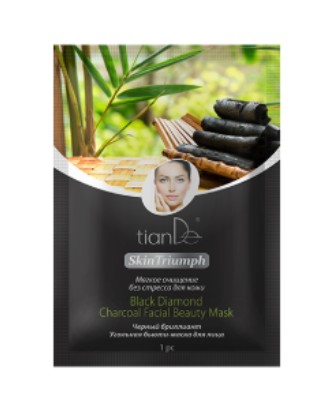 tianDe®
SkinTriumph
Мягкое очищение
без стресса для кожи
Black Diamond
Charcoal Facial Beauty Mask
Черный бриллиант
Угольная бьюти-маска для лица
1 pc